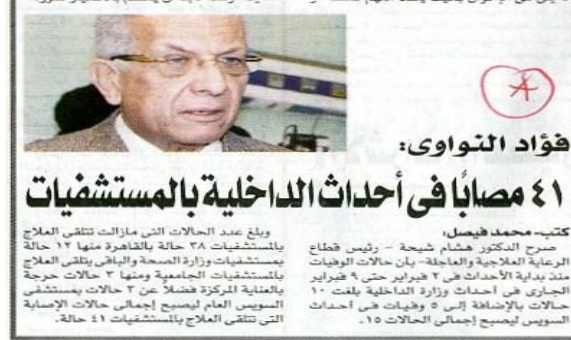 A
فؤاد النواوى:
٤١ مصابًا فى أحداث الداخلية بالمستشفيات
كتب- محمد فيصل:
صرح الدكتور هشام شيحة - رئيس قطاع
الرعاية العلاجية والعاجلة- بأن حالات الوفيات
منذ بداية الأحداث فى ٢ فبراير حتى ٩ فبراير
الجارى فى أحداث وزارة الداخلية بلغت ١٠
حالات بالإضافة إلى ٥ وفيات فى أحداث
السويس ليصبح إجمالى الحالات ١٥.
وبلغ عدد الحالات التى مازالت تتلقى العلاج
بالمستشفيات ٣٨ حالة بالقاهرة منها ١٢ حالة
بمستشفيات وزارة الصحة والباقى يتلقى العلاج
بالمستشفيات الجامعية ومنها ٣ حالات حرجة
بالعناية المركزة فضلاً عن ٣ حالات بمستشفى
السويس العام ليصبح إجمالى حالات الإصابة
التى تتلقى العلاج بالمستشفيات ٤١ حالة.